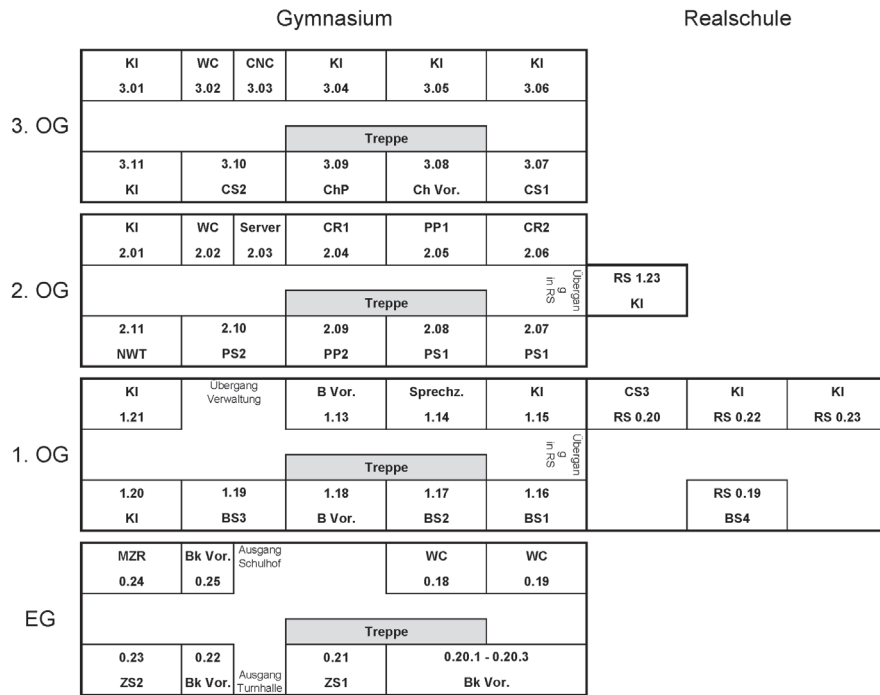 Gymnasium Realschule
KI WC CNC KI KI KI
3.01 3.02 3.03 3.04 3.05 3.06
3. OG
Treppe
3.11 3.10 3.09 3.08 3.07
KI CS2 ChP Ch Vor. CS1
KI WC Server CR1 PP1 CR2
2.01 2.02 2.03 2.04 2.05 2.06
2. OG
Treppe
Übergan
g
in RS
RS 1.23
KI
2.11 2.10 2.09 2.08 2.07
NWT PS2 PP2 PS1 PS1
KI Übergang B Vor. Sprechz. KI CS3 KI KI
Verwaltung
1.21 1.13 1.14 1.15 RS 0.20 RS 0.22 RS 0.23
1. OG
Treppe
Übergan
g
in RS
1.20 1.19 1.18 1.17 1.16 RS 0.19
KI BS3 B Vor. BS2 BS1 BS4
MZR Bk Vor. Ausgang WC WC
Schulhof
0.24 0.25 0.18 0.19
EG
Treppe
0.23 0.22 0.21 0.20.1 - 0.20.3
Ausgang
ZS2 Bk Vor. Turnhalle ZS1 Bk Vor.